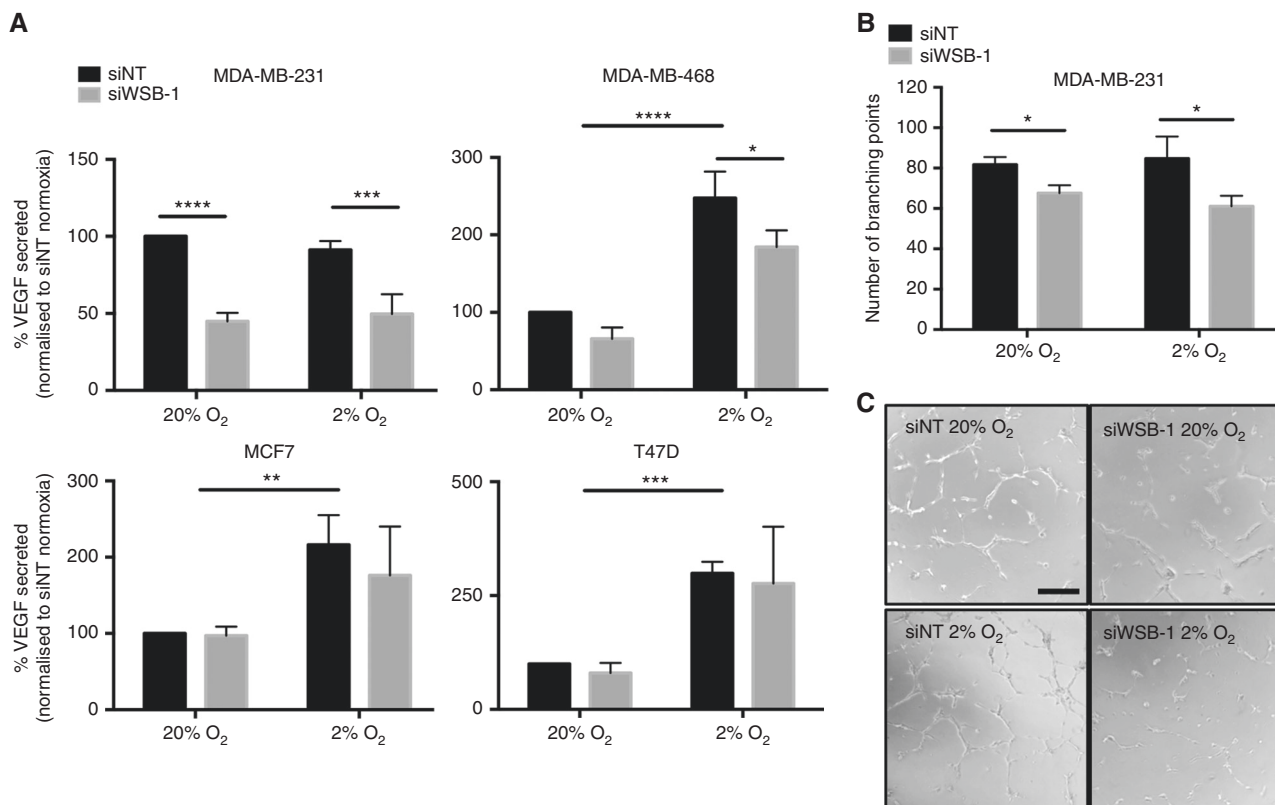 A
siNT
siWSB-1
MDA-MB-231
% VEGF secreted
(normalised to siNT normoxia)
150
100
50
0
****
***
20% O2
2% O2
MDA-MB-468
300
200
100
0
****
*
20% O2
2% O2
MCF7
% VEGF secreted
(normalised to siNT normoxia)
300
200
100
0
**
20% O2
2% O2
T47D
500
250
0
***
20% O2
2% O2
B
siNT
siWSB-1
MDA-MB-231
Number of branching points
120
100
80
60
40
20
0
*
*
20% O2
2% O2
C
siNT 20% O2
siWSB-1 20% O2
siNT 2% O2
siWSB-1 2% O2